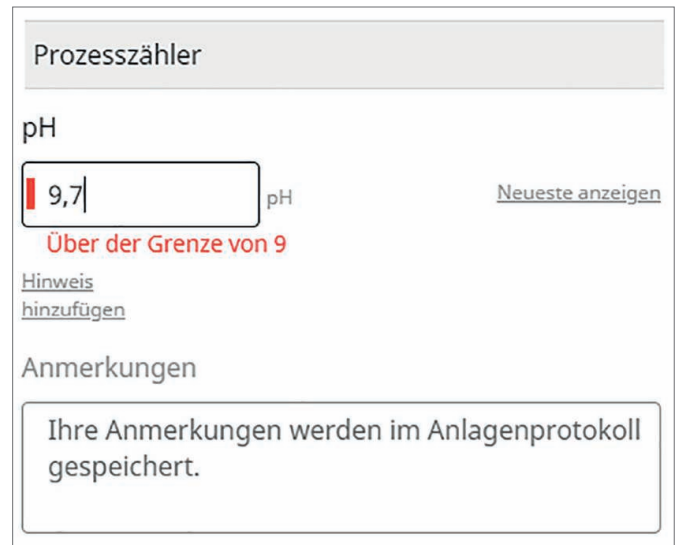 Prozesszähler
pH
9,7
pH
Neueste anzeigen
Über der Grenze von 9
Hinweis
hinzufügen
Anmerkungen
Ihre Anmerkungen werden im Anlagenprotokoll
gespeichert.